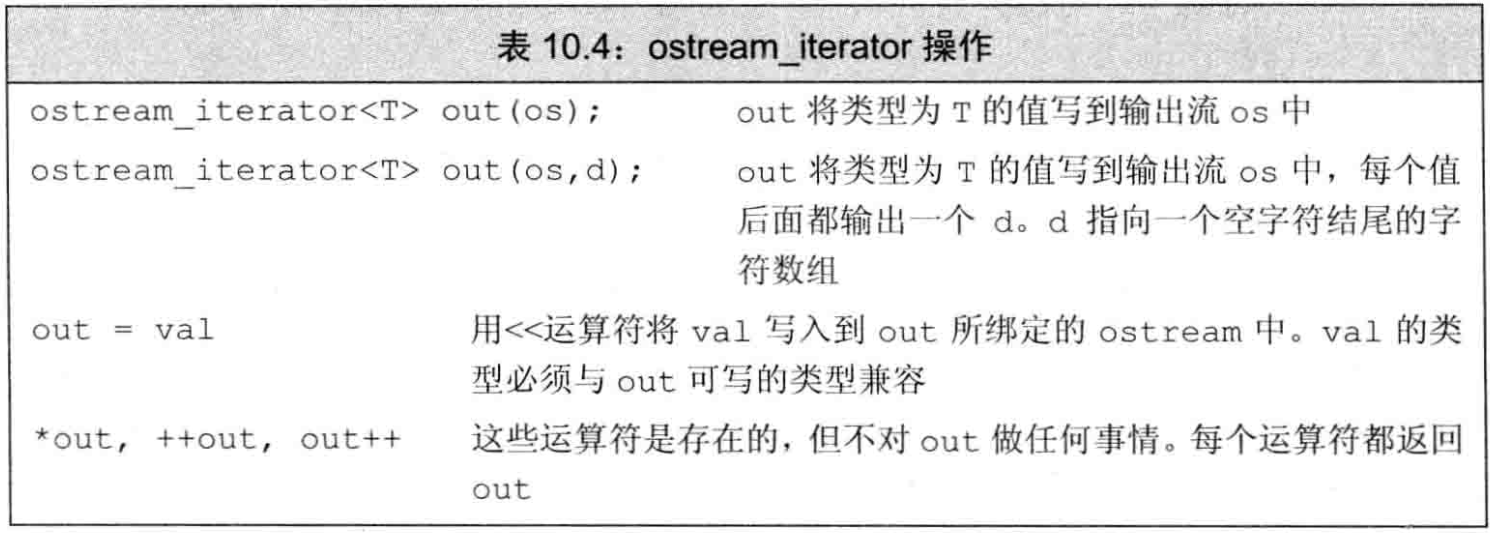 表 10.4：ostream_iterator 操作
ostream_iterator<T> out(os); out 将类型为 T 的值写到输出流 os 中
ostream_iterator<T> out(os,d); out 将类型为 T 的值写到输出流 os 中，每个值
后面都输出一个 d。d 指向一个空字符结尾的字
符数组
out = val 用<<运算符将 val 写入到 out 所绑定的 ostream 中。val 的类
型必须与 out 可写的类型兼容
*out, ++out, out++ 这些运算符是存在的，但不对 out 做任何事情。每个运算符都返回
out